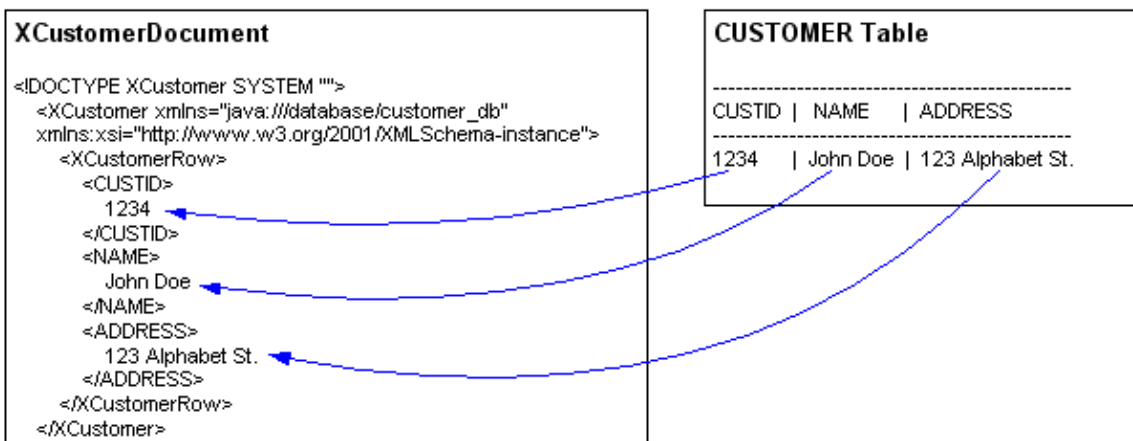 XCustomerDocument
<!DOCTYPE XCustomer SYSTEM "">
<XCustomer xmlns="java:///database/customer_db"
xmlns:xsi="http://www.w3.org/2001/XMLSchema-instance">
<XCustomerRow>
<CUSTID>
1234
</CUSTID>
<NAME>
John Doe
</NAME>
<ADDRESS>
123 Alphabet St.
</ADDRESS>
</XCustomerRow>
</XCustomer>
CUSTOMER Table
------------------------------------------------
CUSTID | NAME | ADDRESS
------------------------------------------------
1234 | John Doe | 123 Alphabet St.